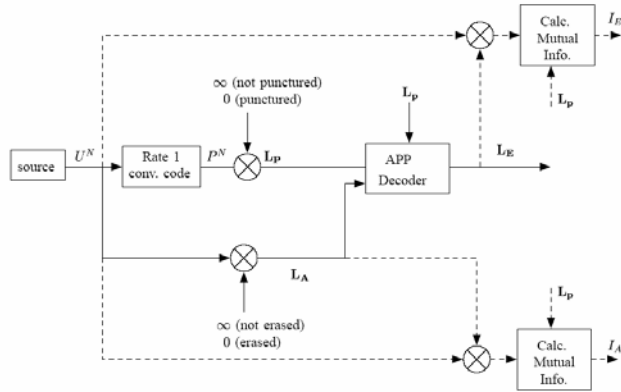 Calc.
Mutual
Info.
I_E
L_p
∞ (not punctured)
0 (punctured)
L_p
source
U^N
Rate 1
conv. code
P^N
L_P
APP
Decoder
L_E
L_A
∞ (not erased)
0 (erased)
L_p
Calc.
Mutual
Info.
I_A